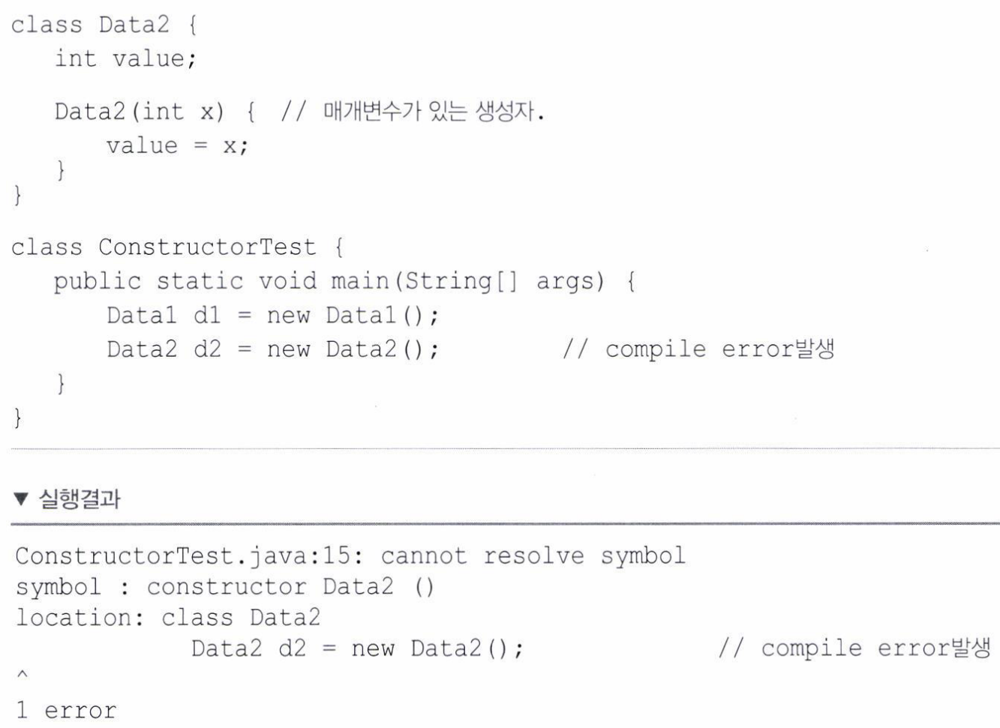 class Data2 {
int value;
Data2(int x) { // 매개변수가 있는 생성자.
value = x;
}
}
class ConstructorTest {
public static void main(String[] args) {
Data1 d1 = new Data1();
Data2 d2 = new Data2(); // compile error발생
}
}
▼ 실행결과
ConstructorTest.java:15: cannot resolve symbol
symbol : constructor Data2 ()
location: class Data2
Data2 d2 = new Data2(); // compile error발생
^
1 error